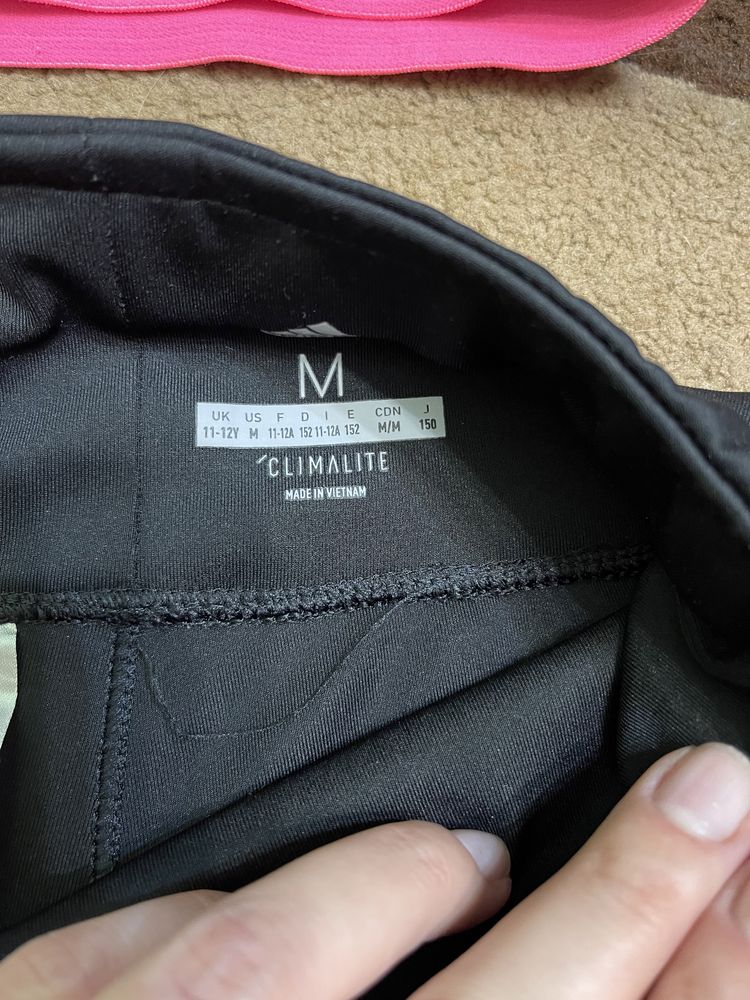 M
UK US F D I E CDN J
11-12Y M 11-12A 152 11-12A 152 M/M 150
CLIMALITE
MADE IN VIETNAM